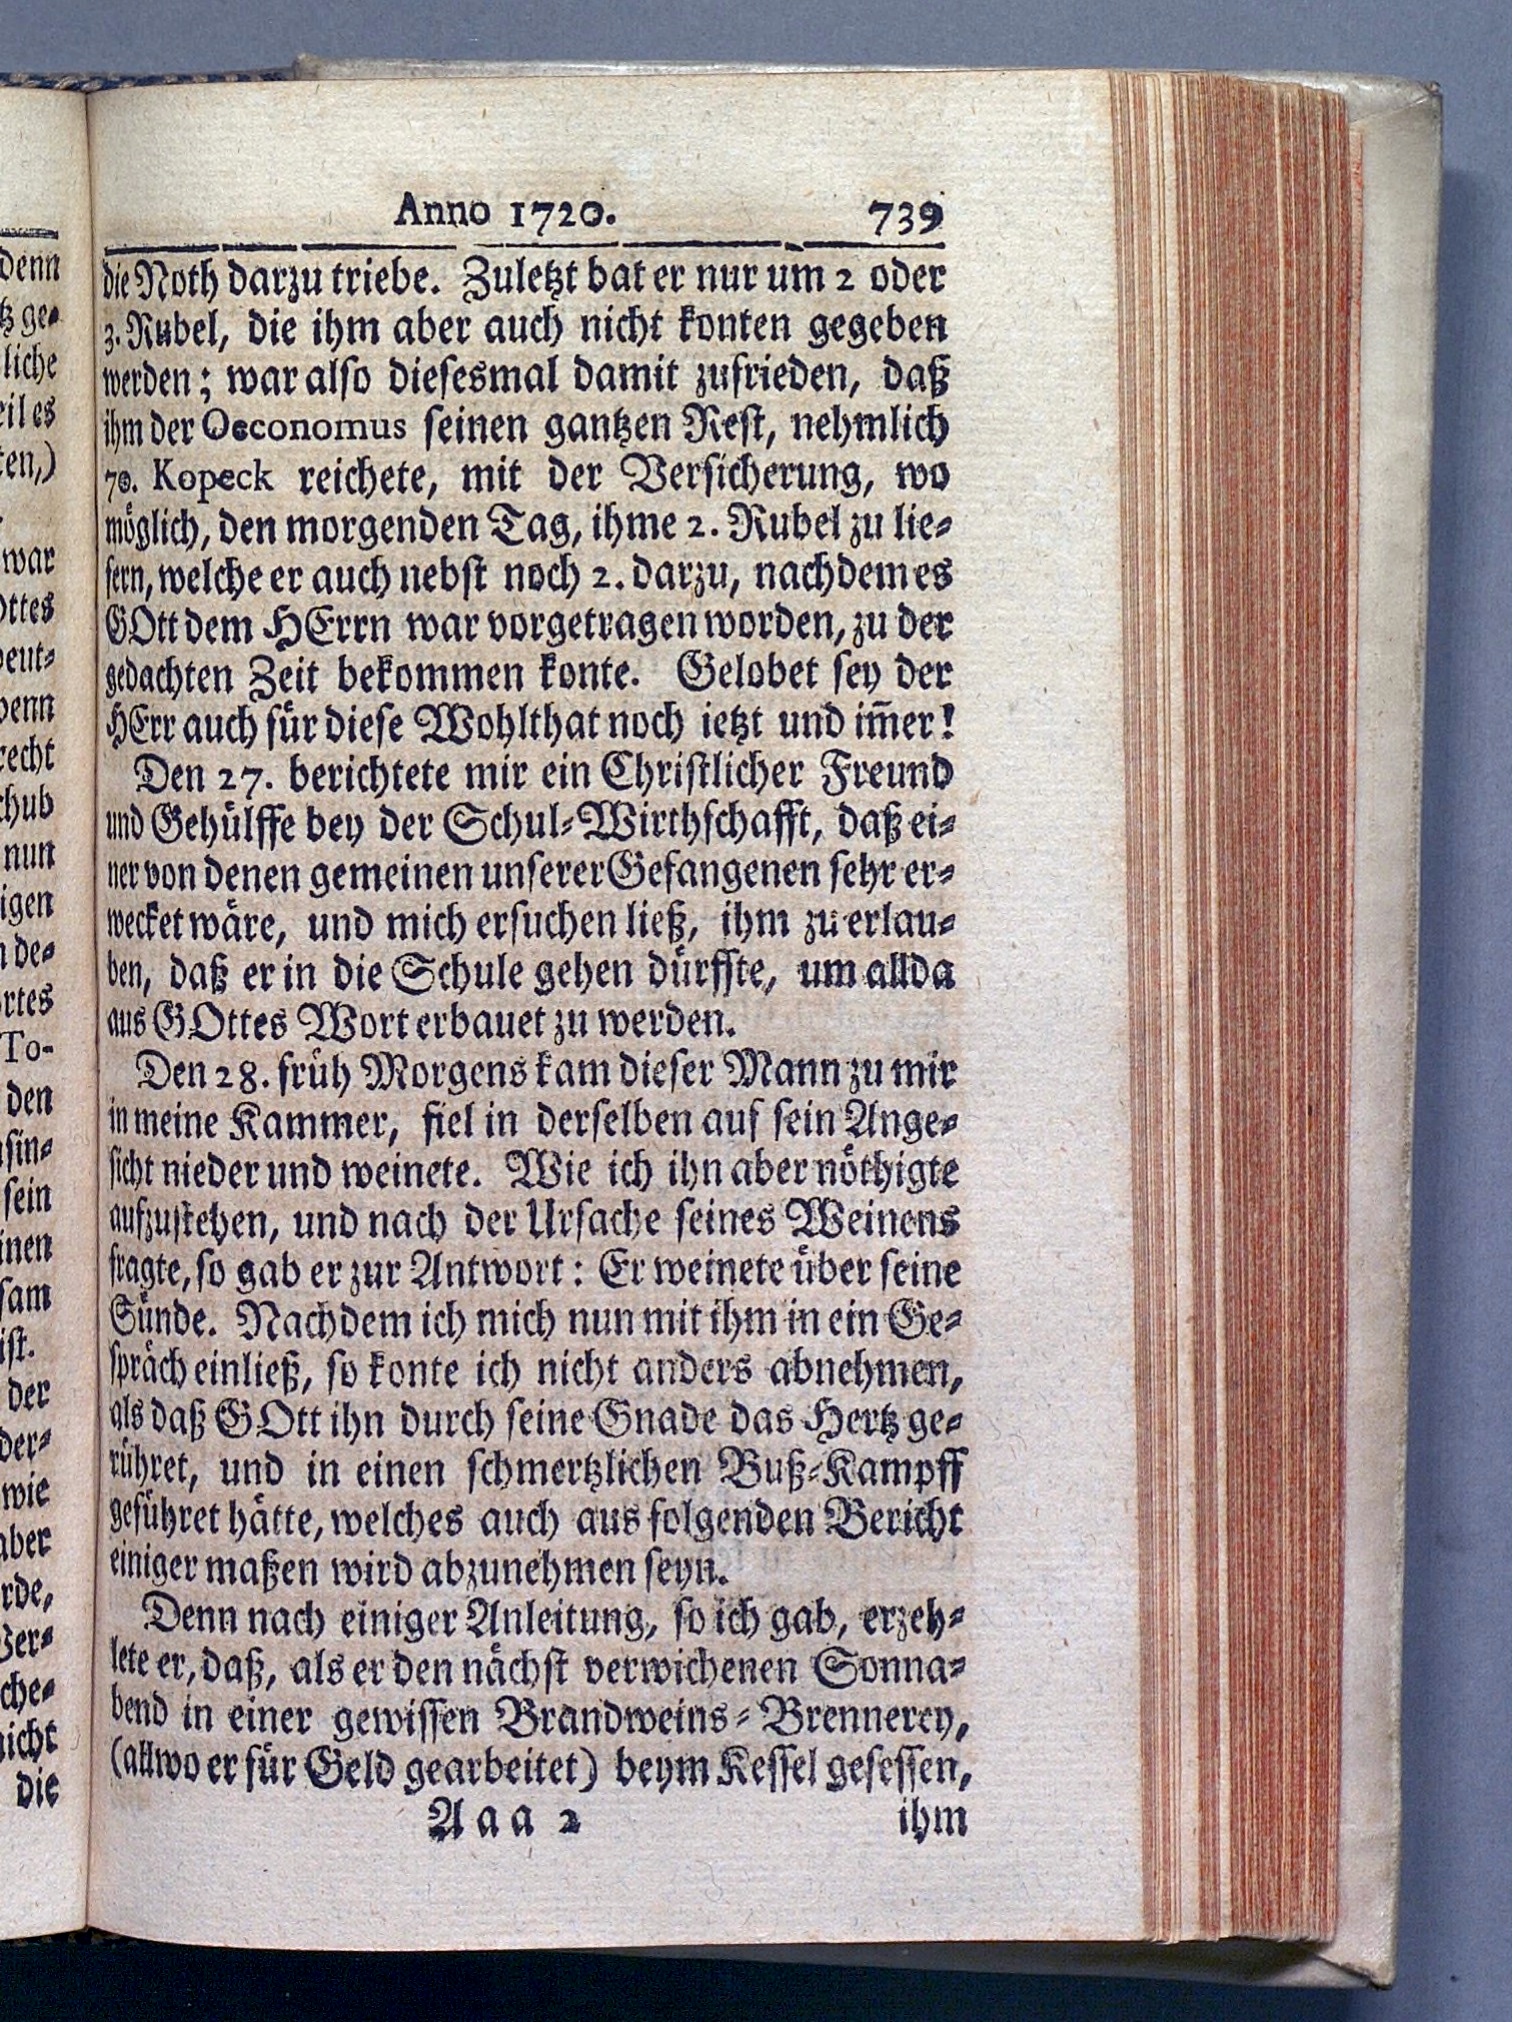 Anno 1720. 739
die Noth darzu triebe. Zuletzt bat er nur um 2 oder
3. Rubel, die ihm aber auch nicht konten gegeben
werden; war also diesesmal damit zufrieden, daß
ihm der Oeconomus seinen gantzen Rest, nehmlich
70. Kopeck reichete, mit der Versicherung, wo
möglich, den morgenden Tag, ihme 2. Rubel zu lie-
fern, welche er auch nebst noch 2. darzu, nachdem es
GOtt dem HErrn war vorgetragen worden, zu der
gedachten Zeit bekommen konte. Gelobet sey der
HErr auch für diese Wohlthat noch ietzt und im̃er!
Den 27. berichtete mir ein Christlicher Freund
und Gehülffe bey der Schul-Wirthschafft, daß ei-
ner von denen gemeinen unserer Gefangenen sehr er-
wecket wäre, und mich ersuchen ließ, ihm zu erlau-
ben, daß er in die Schule gehen dürffte, um allda
aus GOttes Wort erbauet zu werden.
Den 28. früh Morgens kam dieser Mann zu mir
in meine Kammer, fiel in derselben auf sein Ange-
sicht nieder und weinete. Wie ich ihn aber nöthigte
aufzustehen, und nach der Ursache seines Weinens
fragte, so gab er zur Antwort: Er weinete über seine
Sünde. Nachdem ich mich nun mit ihm in ein Ge-
spräch einließ, so konte ich nicht anders abnehmen,
als daß GOtt ihn durch seine Gnade das Hertz ge-
rühret, und in einen schmertzlichen Buß-Kampff
geführet hätte, welches auch aus folgenden Bericht
einiger maßen wird abzunehmen seyn.
Denn nach einiger Anleitung, so ich gab, erzeh-
lete er, daß, als er den nächst verwichenen Sonna-
bend in einer gewissen Brandweins-Brennerey,
(allwo er für Geld gearbeitet) beym Kessel gesessen,
Aaa 2 ihm